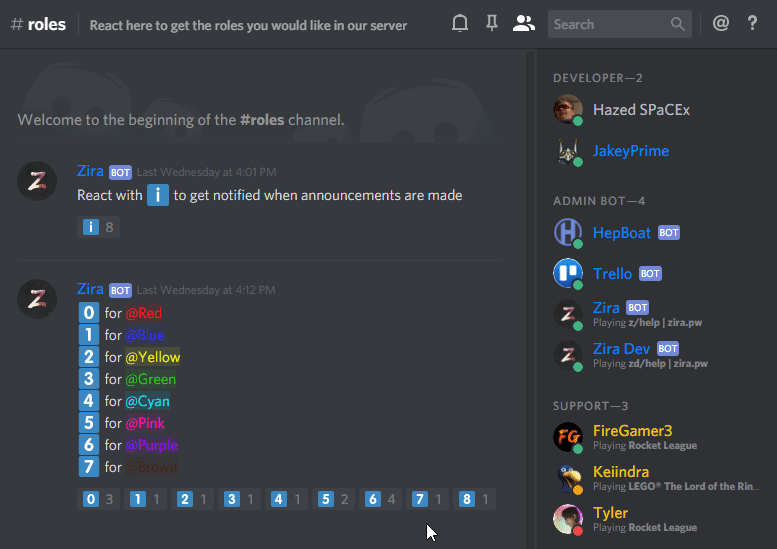 # roles
React here to get the roles you would like in our server
Search
@ ?
Welcome to the beginning of the #roles channel.
Z
Zira BOT Last Wednesday at 4:01 PM
React with i to get notified when announcements are made
i 8
Z
Zira BOT Last Wednesday at 4:12 PM
0 for @Red
1 for @Blue
2 for @Yellow
3 for @Green
4 for @Cyan
5 for @Pink
6 for @Purple
7 for @Brown
0 3 1 1 2 1 3 1 4 1 5 2 6 4 7 1 8 1
DEVELOPER—2
Hazed SPaCEx
JakeyPrime
ADMIN BOT—4
H
HepBoat BOT
Trello BOT
Z
Zira BOT
Playing z/help | zira.pw
Z
Zira Dev BOT
Playing zd/help | zira.pw
SUPPORT—3
FG
FireGamer3
Playing Rocket League
Keiindra
Playing LEGO® The Lord of the Rin...
Tyler
Playing Rocket League